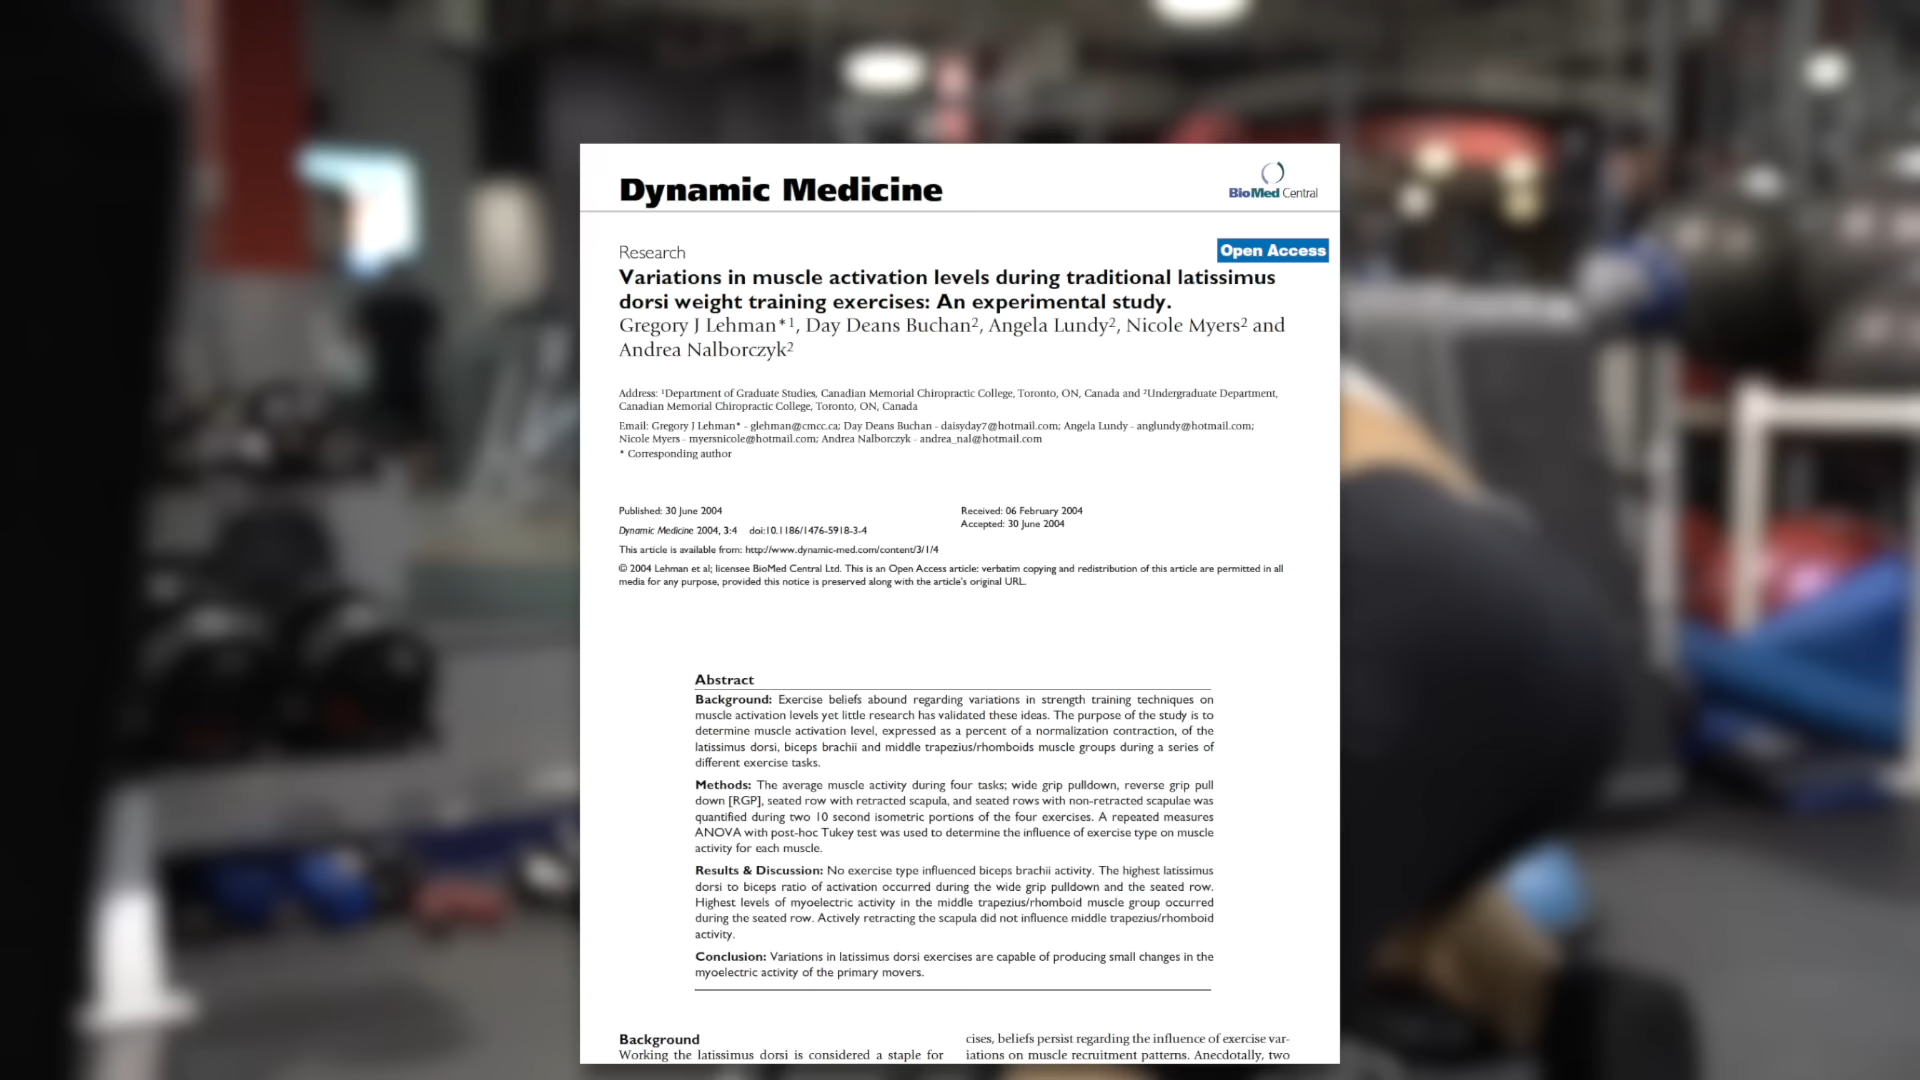 Dynamic Medicine
BioMed Central
Research
Open Access
Variations in muscle activation levels during traditional latissimus
dorsi weight training exercises: An experimental study.
Gregory J Lehman*1, Day Deans Buchan2, Angela Lundy2, Nicole Myers2 and
Andrea Nalborczyk2
Address: 1Department of Graduate Studies, Canadian Memorial Chiropractic College, Toronto, ON, Canada and 2Undergraduate Department,
Canadian Memorial Chiropractic College, Toronto, ON, Canada
Email: Gregory J Lehman* - glehman@cmcc.ca; Day Deans Buchan - daisyday7@hotmail.com; Angela Lundy - anglundy@hotmail.com;
Nicole Myers - myersnicole@hotmail.com; Andrea Nalborczyk - andrea_nal@hotmail.com
* Corresponding author
Published: 30 June 2004
Dynamic Medicine 2004, 3:4 doi:10.1186/1476-5918-3-4
Received: 06 February 2004
Accepted: 30 June 2004
This article is available from: http://www.dynamic-med.com/content/3/1/4
© 2004 Lehman et al; licensee BioMed Central Ltd. This is an Open Access article: verbatim copying and redistribution of this article are permitted in all
media for any purpose, provided this notice is preserved along with the article's original URL.
Abstract
Background: Exercise beliefs abound regarding variations in strength training techniques on
muscle activation levels yet little research has validated these ideas. The purpose of the study is to
determine muscle activation level, expressed as a percent of a normalization contraction, of the
latissimus dorsi, biceps brachii and middle trapezius/rhomboids muscle groups during a series of
different exercise tasks.
Methods: The average muscle activity during four tasks; wide grip pulldown, reverse grip pull
down [RGP], seated row with retracted scapula, and seated rows with non-retracted scapulae was
quantified during two 10 second isometric portions of the four exercises. A repeated measures
ANOVA with post-hoc Tukey test was used to determine the influence of exercise type on muscle
activity for each muscle.
Results & Discussion: No exercise type influenced biceps brachii activity. The highest latissimus
dorsi to biceps ratio of activation occurred during the wide grip pulldown and the seated row.
Highest levels of myoelectric activity in the middle trapezius/rhomboid muscle group occurred
during the seated row. Actively retracting the scapula did not influence middle trapezius/rhomboid
activity.
Conclusion: Variations in latissimus dorsi exercises are capable of producing small changes in the
myoelectric activity of the primary movers.
Background
Working the latissimus dorsi is considered a staple for
cises, beliefs persist regarding the influence of exercise var-
iations on muscle recruitment patterns. Anecdotally, two